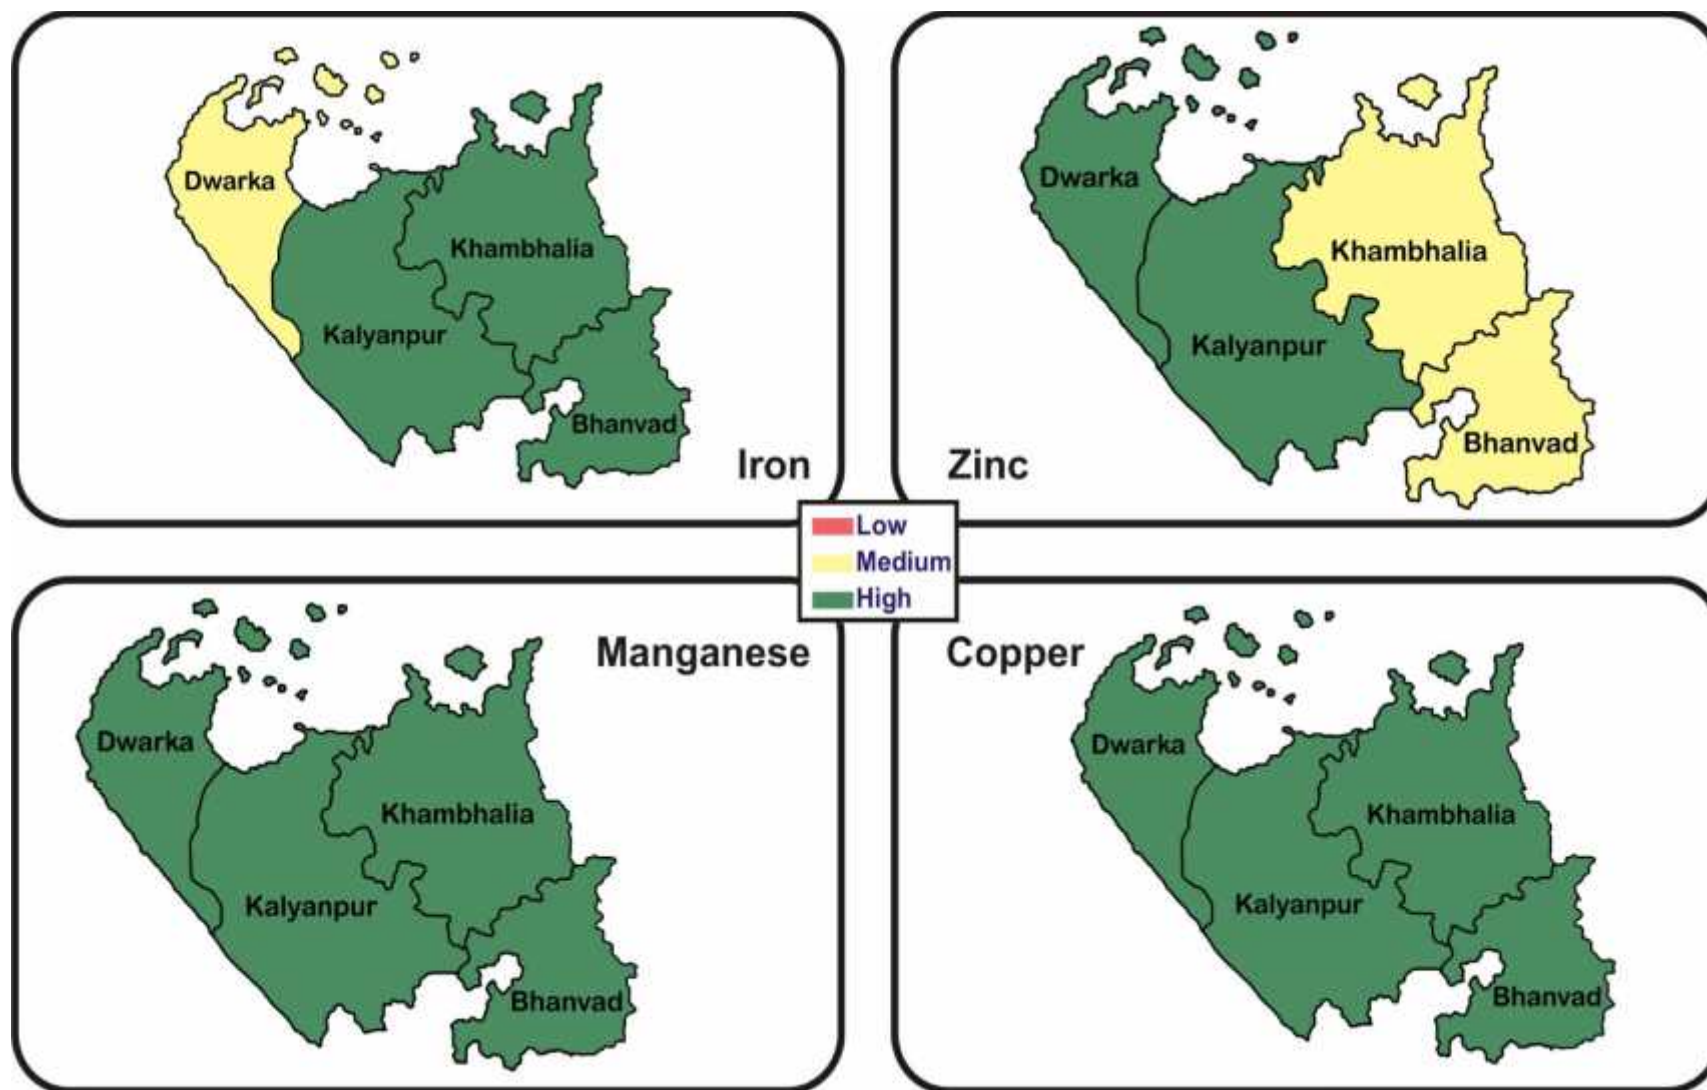 Dwarka
Khambhalia
Kalyanpur
Bhanvad
Iron
Dwarka
Khambhalia
Kalyanpur
Bhanvad
Zinc
Low
Medium
High
Manganese
Dwarka
Khambhalia
Kalyanpur
Bhanvad
Copper
Dwarka
Khambhalia
Kalyanpur
Bhanvad